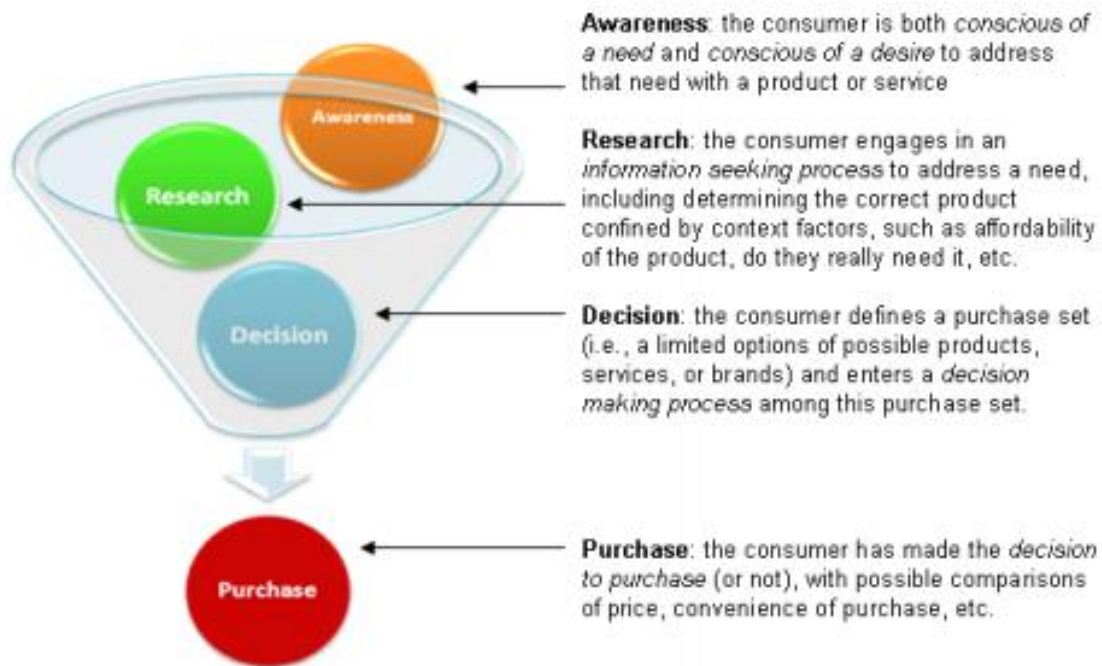 Awareness
Research
Decision
Purchase
Awareness: the consumer is both conscious of
a need and conscious of a desire to address
that need with a product or service
Research: the consumer engages in an
information seeking process to address a need,
including determining the correct product
confined by context factors, such as affordability
of the product, do they really need it, etc.
Decision: the consumer defines a purchase set
(i.e., a limited options of possible products,
services, or brands) and enters a decision
making process among this purchase set.
Purchase: the consumer has made the decision
to purchase (or not), with possible comparisons
of price, convenience of purchase, etc.